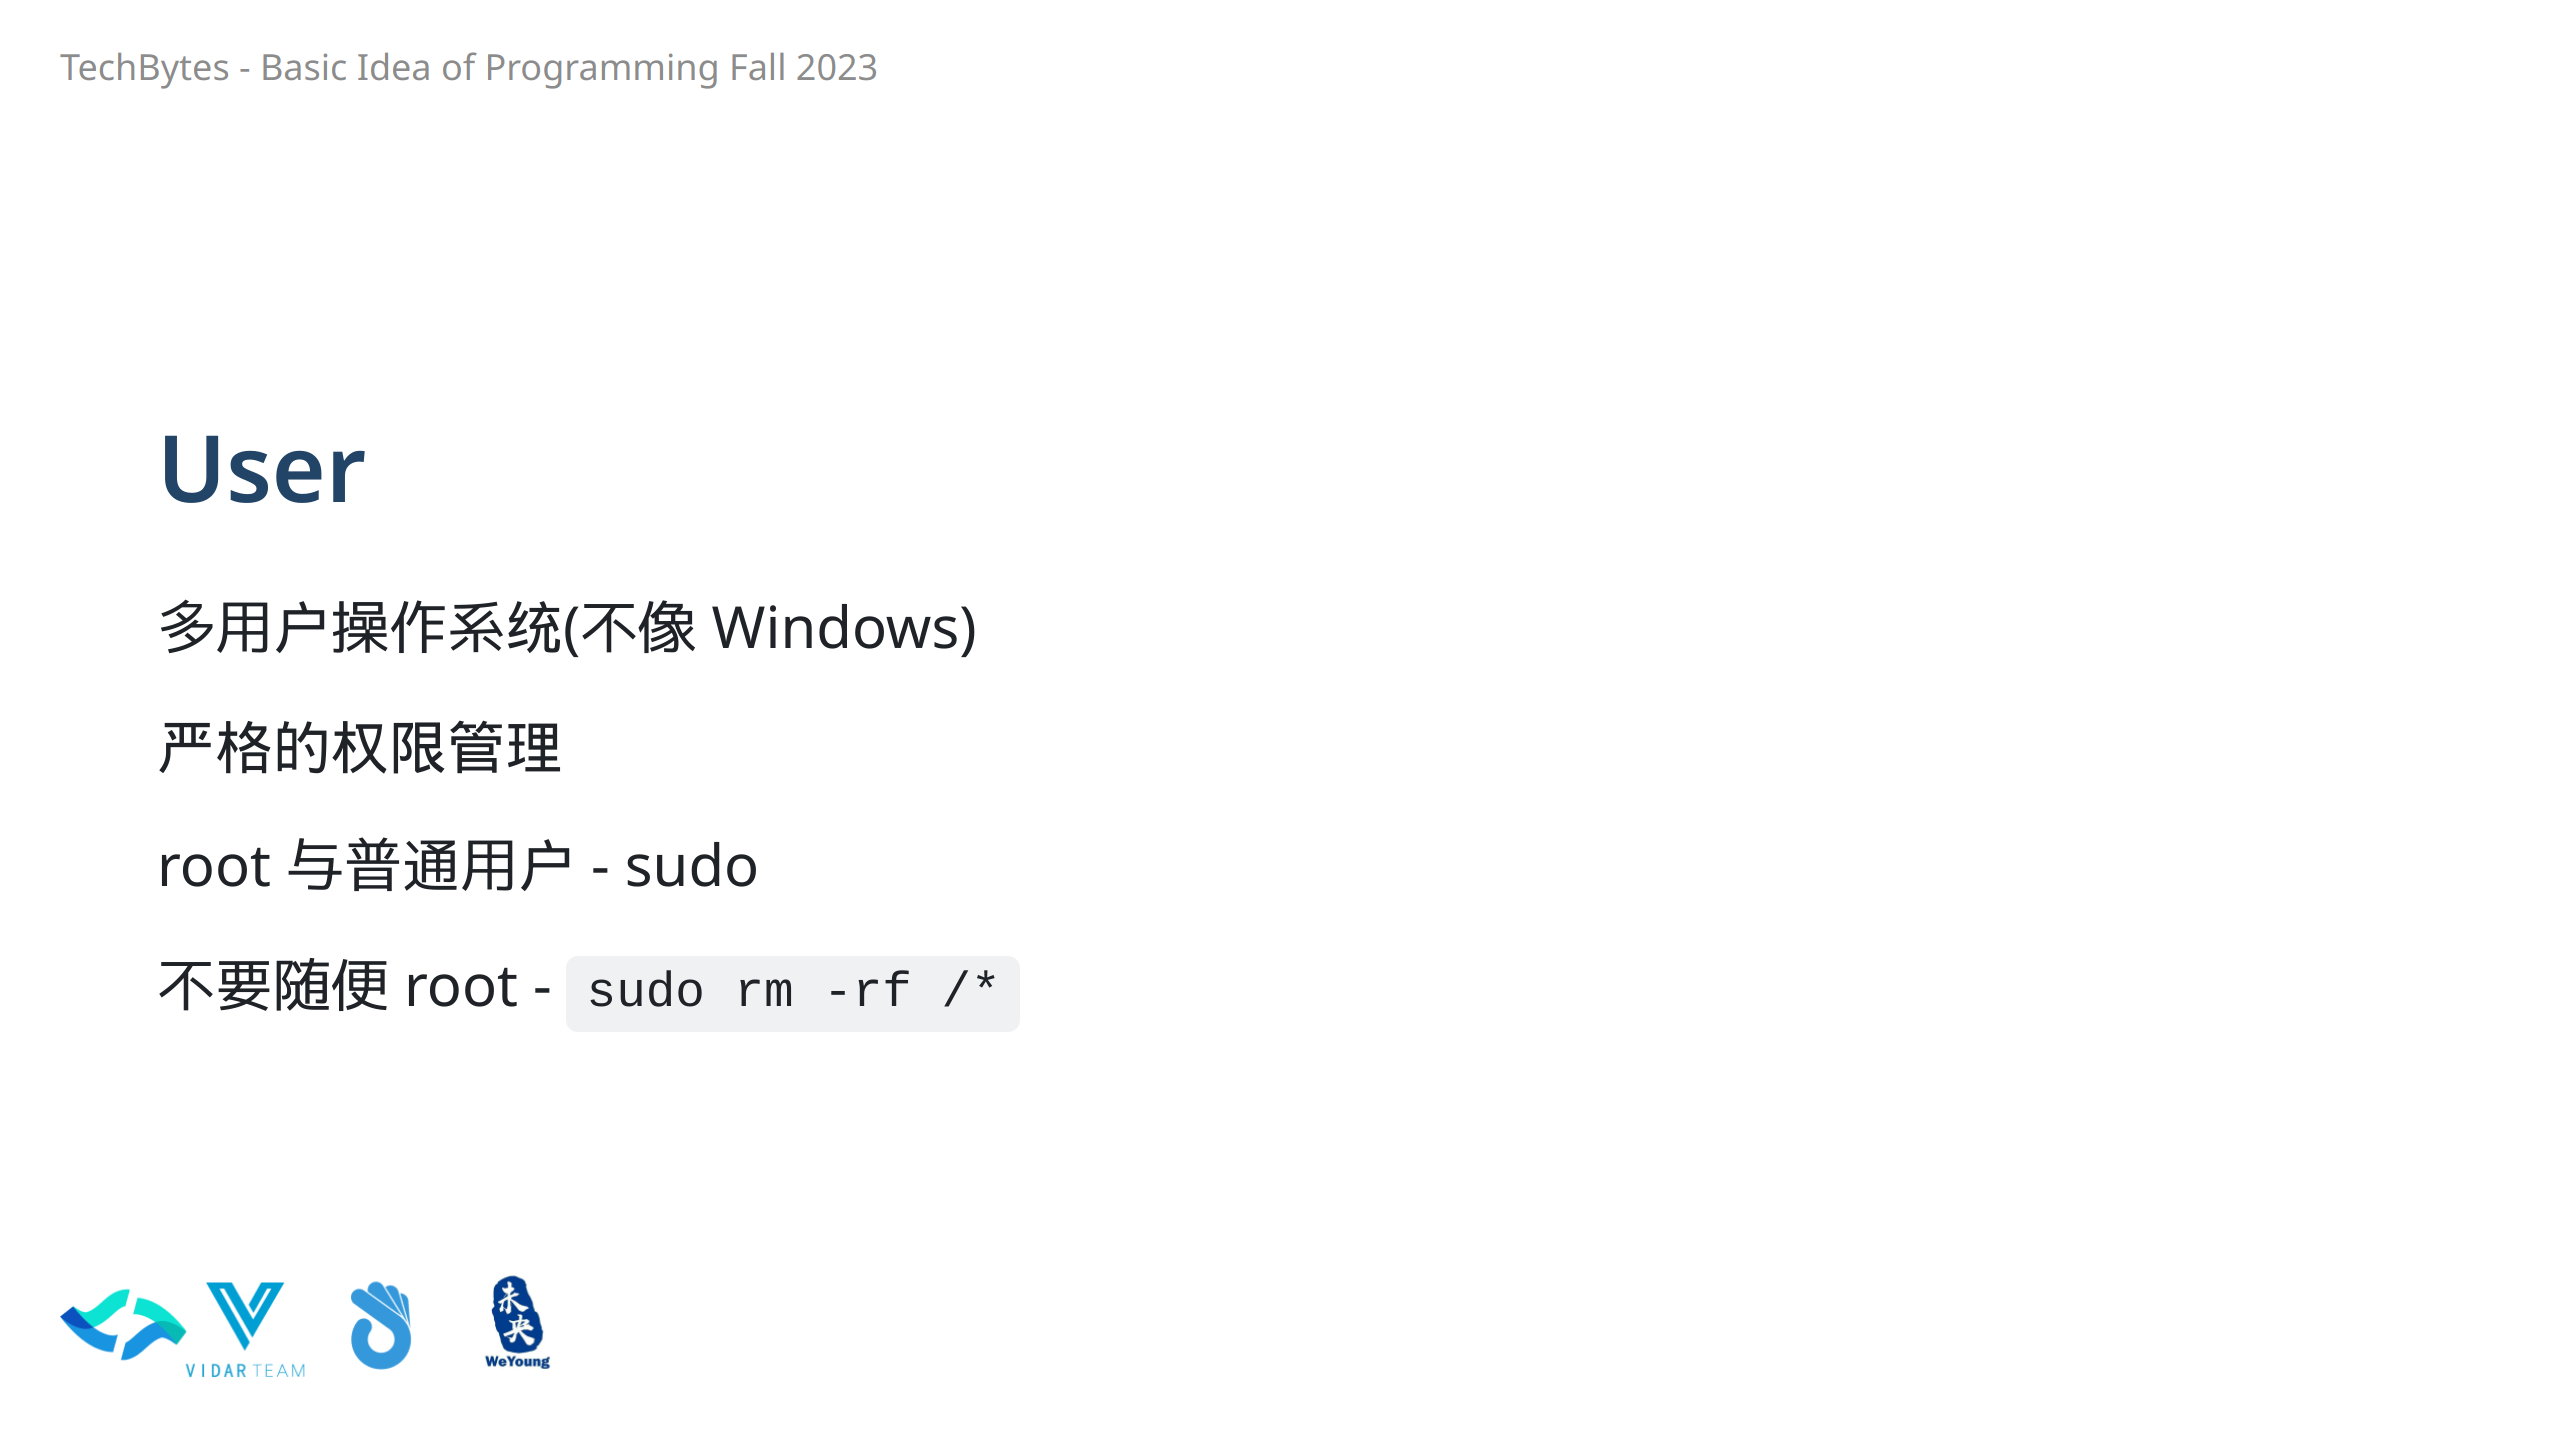 TechBytes - Basic Idea of Programming Fall 2023
User
多用户操作系统(不像 Windows)
严格的权限管理
root 与普通用户 - sudo
不要随便 root - sudo rm -rf /*
VIDAR TEAM
未央
WeYoung